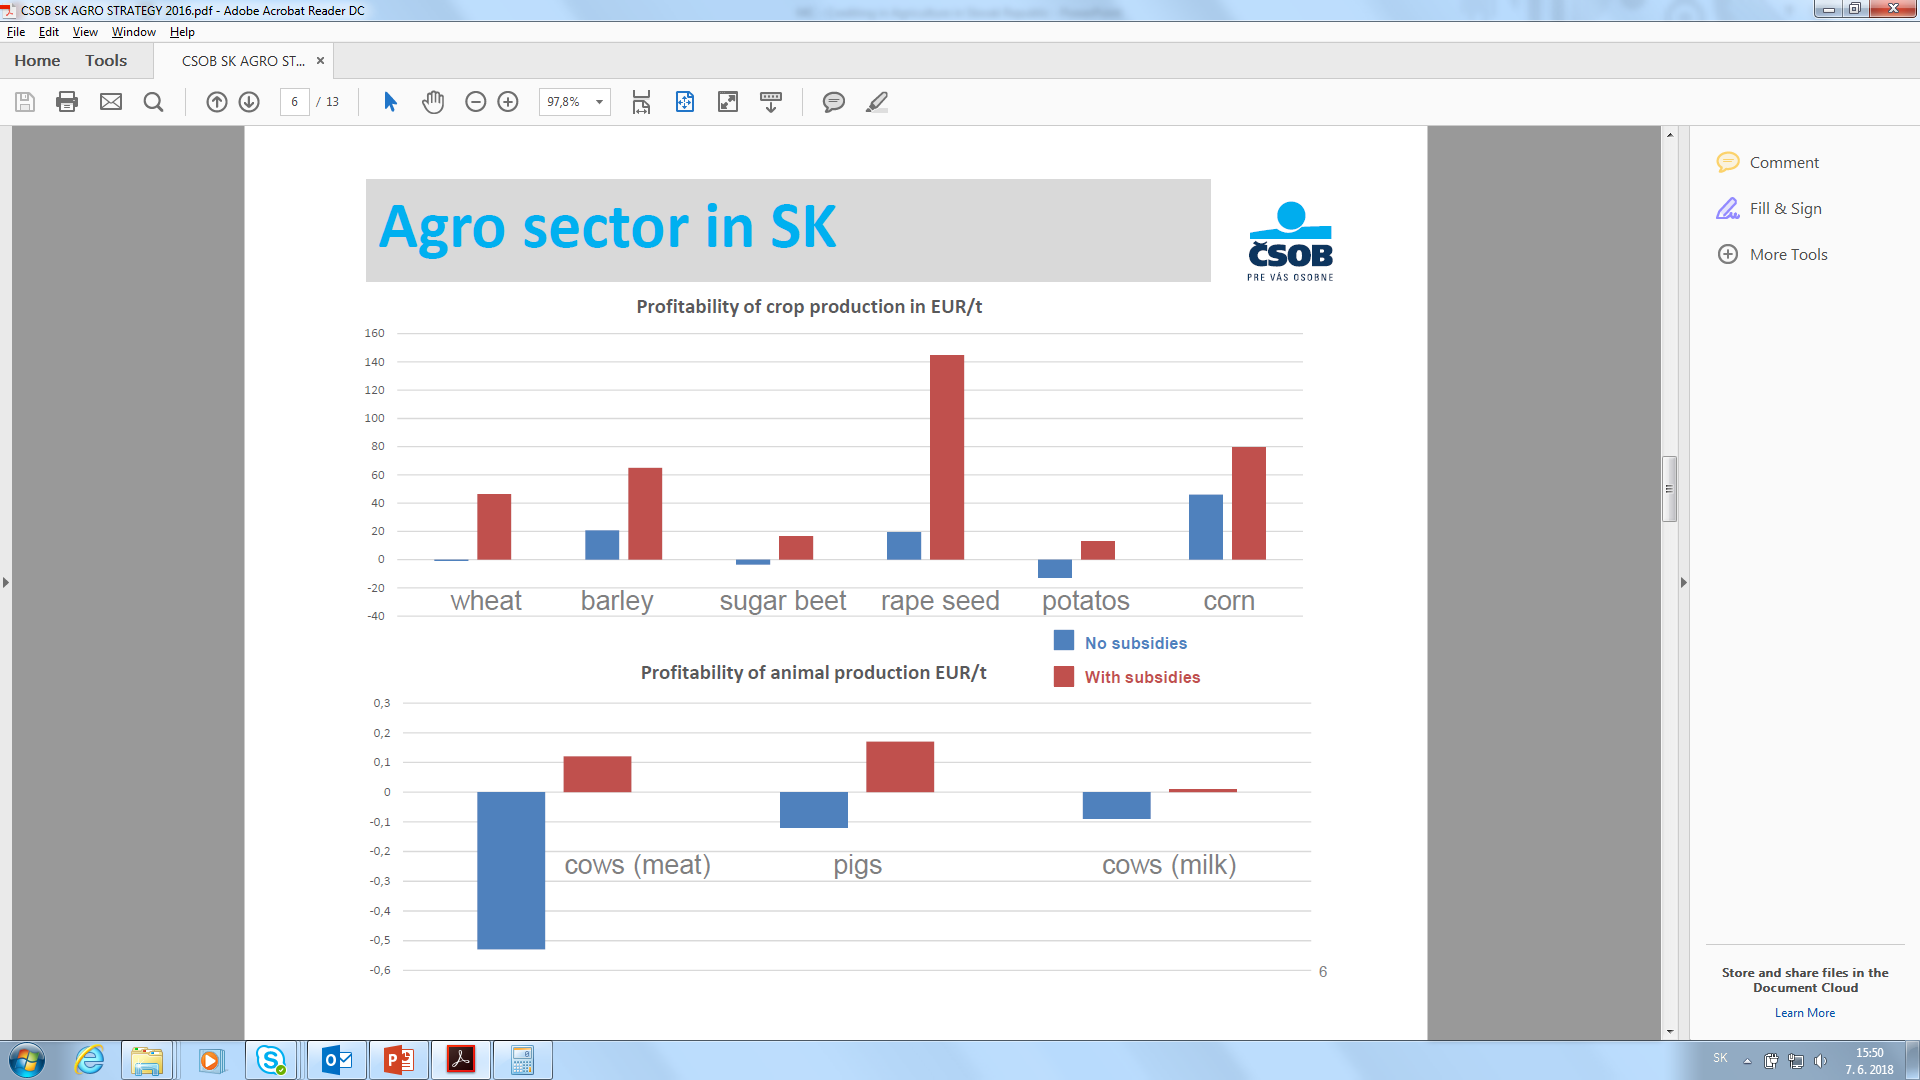 CSOB SK AGRO STRATEGY 2016.pdf - Adobe Acrobat Reader DC
File Edit View Window Help
Home Tools CSOB SK AGRO ST... ×
6 / 13 97,8%
Comment
Fill & Sign
More Tools
Agro sector in SK
ČSOB
PRE VÁS OSOBNE
Profitability of crop production in EUR/t
160
140
120
100
80
60
40
20
0
-20
-40
wheat barley sugar beet rape seed potatos corn
No subsidies
With subsidies
Profitability of animal production EUR/t
0,3
0,2
0,1
0
-0,1
-0,2
-0,3
-0,4
-0,5
-0,6
cows (meat) pigs cows (milk)
6
Store and share files in the
Document Cloud
Learn More
SK
15:50
7. 6. 2018